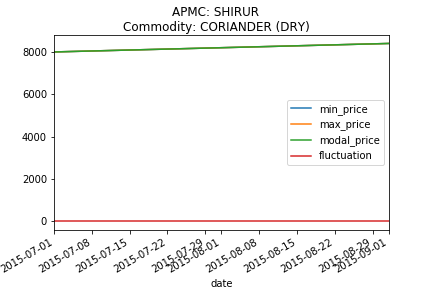 APMC: SHIRUR
Commodity: CORIANDER (DRY)
8000
6000
4000
2000
0
min_price
max_price
modal_price
fluctuation
2015-07-01
2015-07-08
2015-07-15
2015-07-22
2015-07-29
2015-08-01
2015-08-08
2015-08-15
2015-08-22
2015-08-29
2015-09-01
date